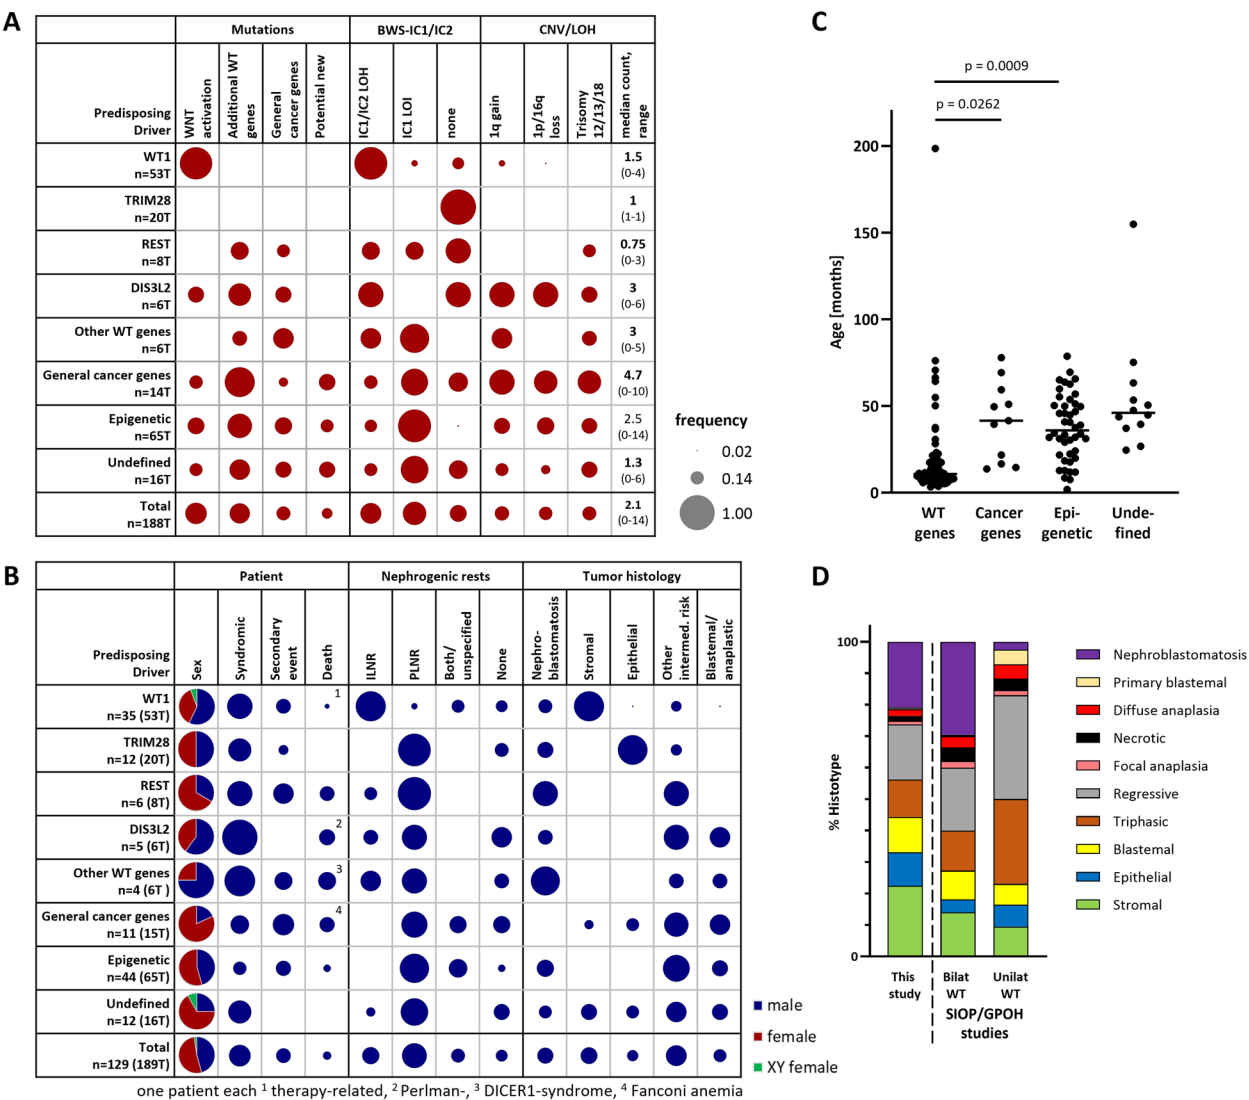 A
Mutations
BWS-IC1/IC2
CNV/LOH
Predisposing
Driver
WNT
activation
Additional WT
genes
General
cancer genes
Potential new
IC1/IC2 LOH
IC1 LOI
none
1q gain
1p/16q
loss
Trisomy
12/13/18
median count,
range
WT1
n=53T
1.5
(0-4)
TRIM28
n=20T
1
(1-1)
REST
n=8T
0.75
(0-3)
DIS3L2
n=6T
3
(0-6)
Other WT genes
n=6T
3
(0-5)
General cancer genes
n=14T
4.7
(0-10)
Epigenetic
n=65T
2.5
(0-14)
Undefined
n=16T
1.3
(0-6)
Total
n=188T
2.1
(0-14)
frequency
0.02
0.14
1.00
B
Patient
Nephrogenic rests
Tumor histology
Predisposing
Driver
Sex
Syndromic
Secondary
event
Death
ILNR
PLNR
Both/
unspecified
None
Nephro-
blastomatosis
Stromal
Epithelial
Other
intermed. risk
Blastemal/
anaplastic
WT1
n=35 (53T)
1
TRIM28
n=12 (20T)
REST
n=6 (8T)
DIS3L2
n=5 (6T)
2
Other WT genes
n=4 (6T )
3
General cancer genes
n=11 (15T)
4
Epigenetic
n=44 (65T)
Undefined
n=12 (16T)
Total
n=129 (189T)
male
female
XY female
one patient each 1 therapy-related, 2 Perlman-, 3 DICER1-syndrome, 4 Fanconi anemia
C
p = 0.0009
p = 0.0262
Age [months]
200
150
100
50
0
WT
genes
Cancer
genes
Epi-
genetic
Unde-
fined
D
% Histotype
100
0
This
study
Bilat
WT
Unilat
WT
SIOP/GPOH
studies
Nephroblastomatosis
Primary blastemal
Diffuse anaplasia
Necrotic
Focal anaplasia
Regressive
Triphasic
Blastemal
Epithelial
Stromal